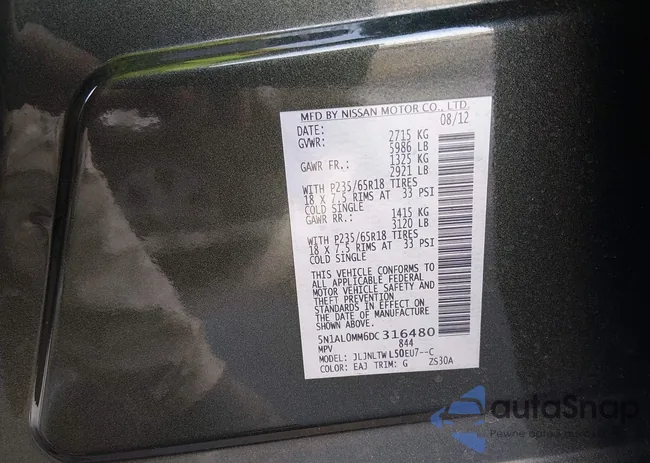 MFD BY NISSAN MOTOR CO., LTD.
DATE: 08/12
GVWR: 2715 KG
5986 LB
GAWR FR.: 1325 KG
2921 LB
WITH P235/65R18 TIRES
18 X 7.5 RIMS AT 33 PSI
COLD SINGLE
GAWR RR.: 1415 KG
3120 LB
WITH P235/65R18 TIRES
18 X 7.5 RIMS AT 33 PSI
COLD SINGLE
THIS VEHICLE CONFORMS TO
ALL APPLICABLE FEDERAL
MOTOR VEHICLE SAFETY AND
THEFT PREVENTION
STANDARDS IN EFFECT ON
THE DATE OF MANUFACTURE:
5N1AL0MM6DC316480
MPV 844
MODEL: JLJNLTWL50EU7--C
COLOR: EAJ TRIM: G ZS30A
autoSnap
Pewne auto